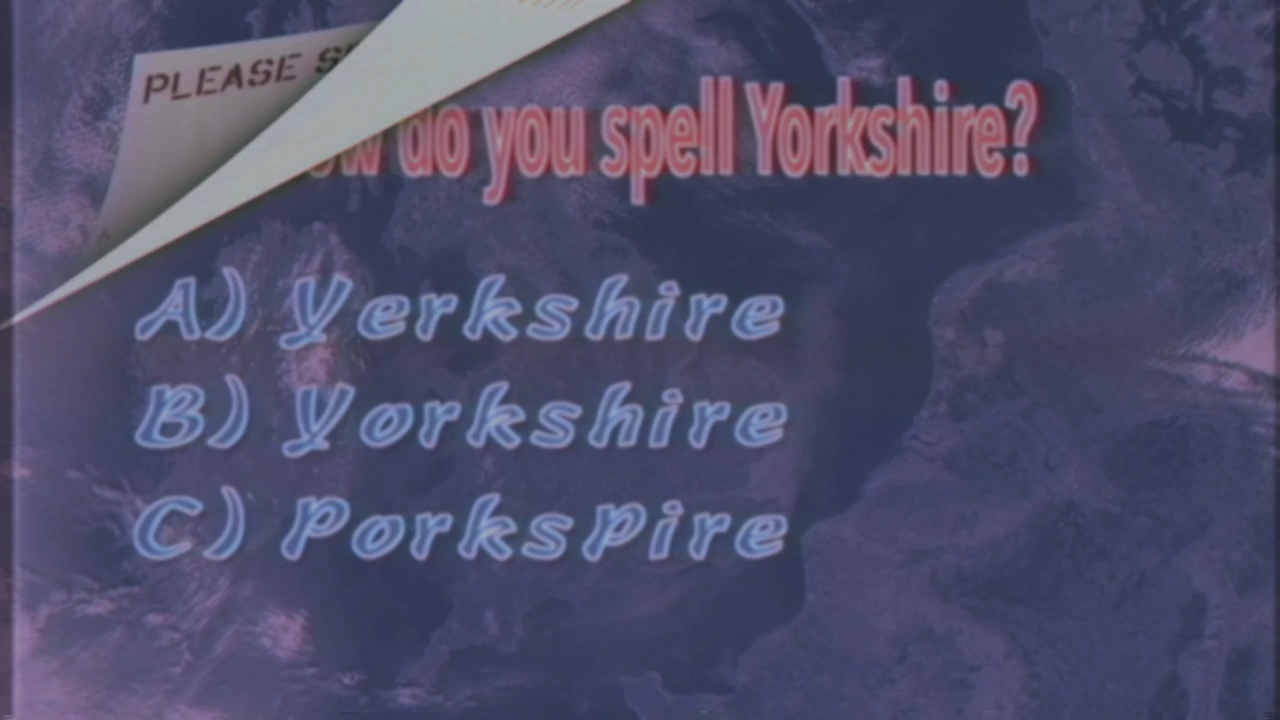 PLEASE
do you spell Yorkshire?
A) Yerkshire
B) Yorkshire
C) PorksPire